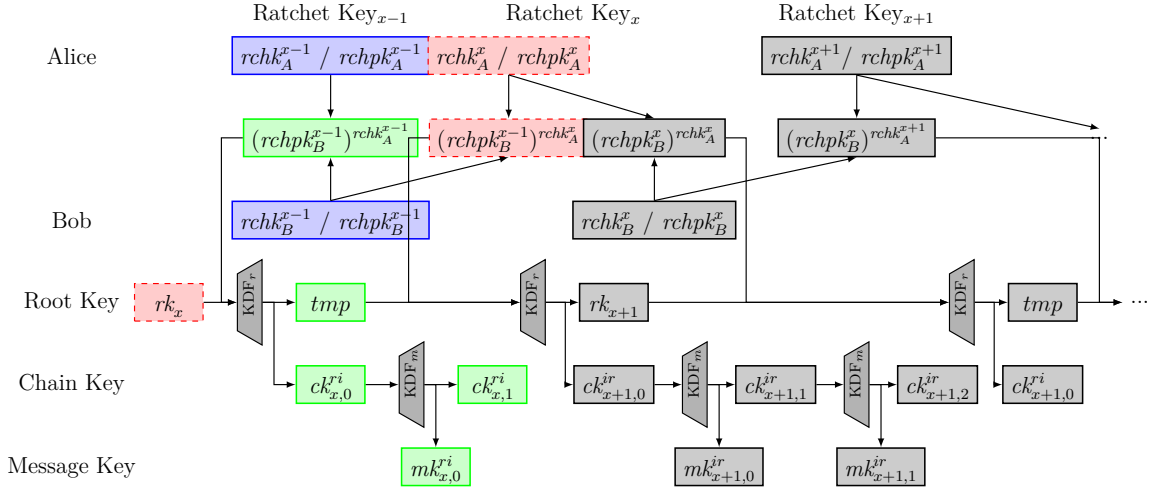 Ratchet Key_{x−1} Ratchet Key_x Ratchet Key_{x+1}
Alice rchk_A^{x−1} / rchpk_A^{x−1} rchk_A^x / rchpk_A^x rchk_A^{x+1} / rchpk_A^{x+1}
(rchpk_B^{x−1})^{rchk_A^{x−1}} (rchpk_B^{x−1})^{rchk_A^x} (rchpk_B^x)^{rchk_A^x} (rchpk_B^x)^{rchk_A^{x+1}} ...
Bob rchk_B^{x−1} / rchpk_B^{x−1} rchk_B^x / rchpk_B^x
Root Key rk_x KDF_r tmp KDF_r rk_{x+1} KDF_r tmp ...
Chain Key ck_{x,0}^{ri} KDF_m ck_{x,1}^{ri} ck_{x+1,0}^{ir} KDF_m ck_{x+1,1}^{ir} KDF_m ck_{x+1,2}^{ir} ck_{x+1,0}^{ri}
Message Key mk_{x,0}^{ri} mk_{x+1,0}^{ir} mk_{x+1,1}^{ir}